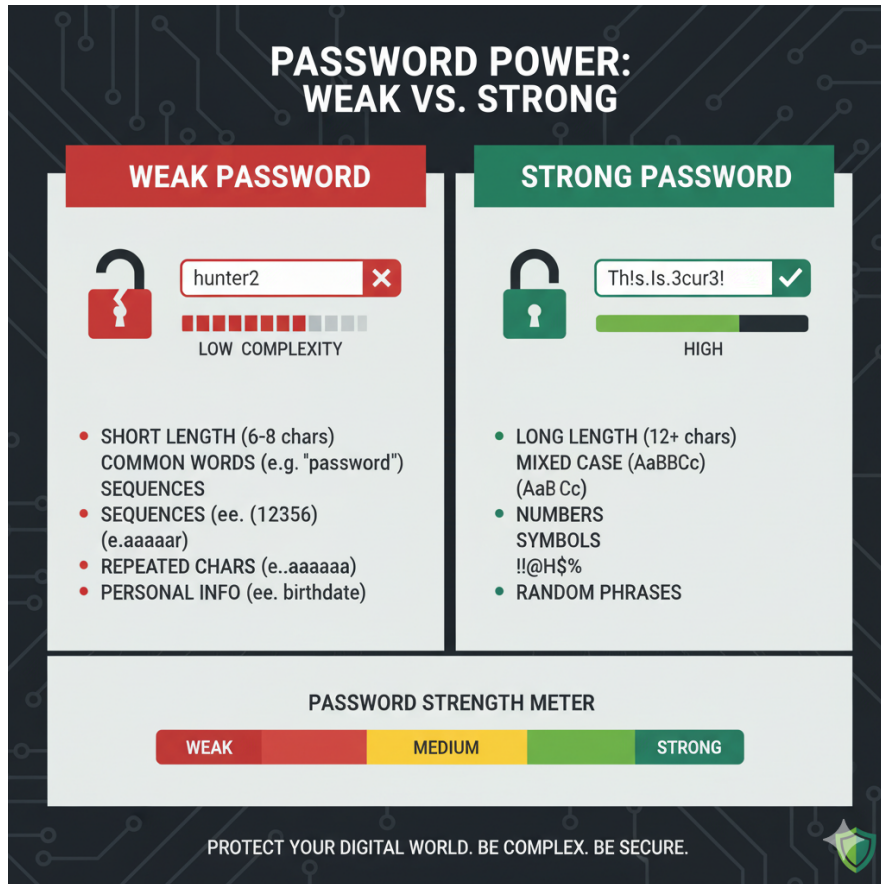 PASSWORD POWER:
WEAK VS. STRONG
WEAK PASSWORD
hunter2
LOW COMPLEXITY
• SHORT LENGTH (6-8 chars)
COMMON WORDS (e.g. "password")
SEQUENCES
• SEQUENCES (ee. (12356)
(e.aaaaar)
• REPEATED CHARS (e..aaaaaa)
• PERSONAL INFO (ee. birthdate)
STRONG PASSWORD
Th!s.Is.3cur3!
HIGH
• LONG LENGTH (12+ chars)
MIXED CASE (AaBBCc)
(AaB Cc)
• NUMBERS
SYMBOLS
!!@H$%
• RANDOM PHRASES
PASSWORD STRENGTH METER
WEAK MEDIUM STRONG
PROTECT YOUR DIGITAL WORLD. BE COMPLEX. BE SECURE.